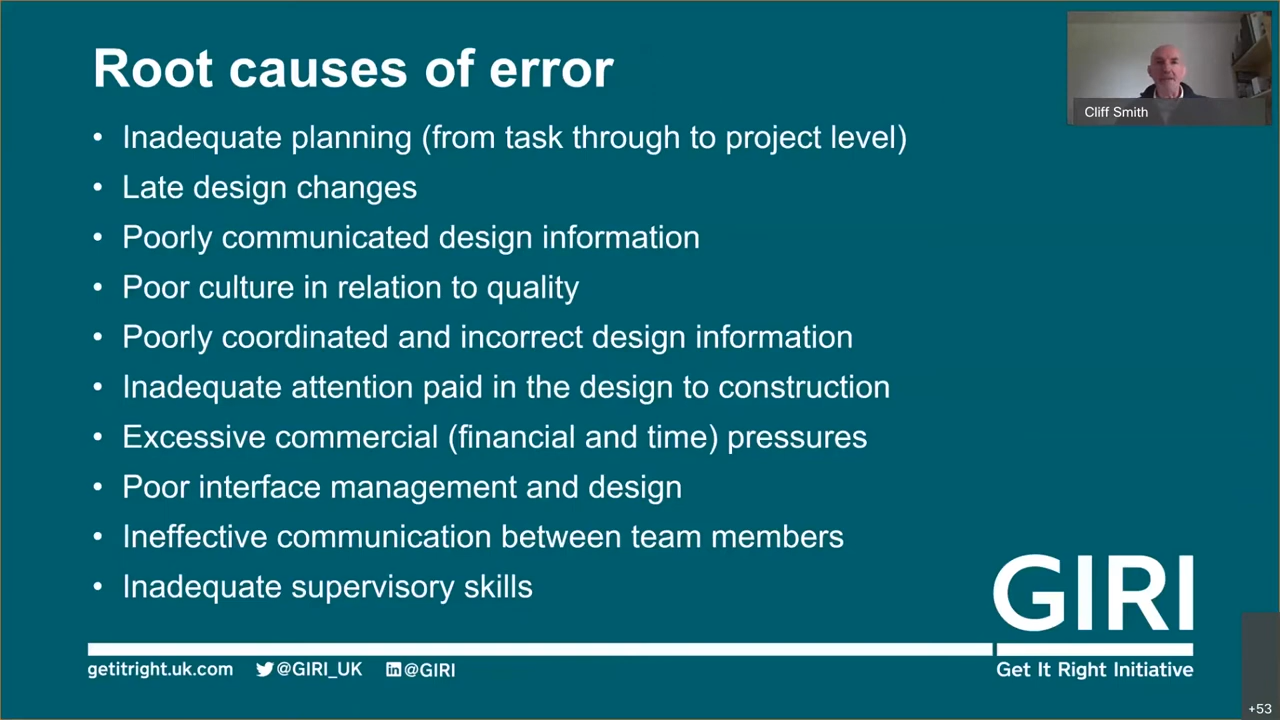 Root causes of error
Cliff Smith
• Inadequate planning (from task through to project level)
• Late design changes
• Poorly communicated design information
• Poor culture in relation to quality
• Poorly coordinated and incorrect design information
• Inadequate attention paid in the design to construction
• Excessive commercial (financial and time) pressures
• Poor interface management and design
• Ineffective communication between team members
• Inadequate supervisory skills
GIRI
Get It Right Initiative
getitright.uk.com @GIRI_UK in @GIRI
+53